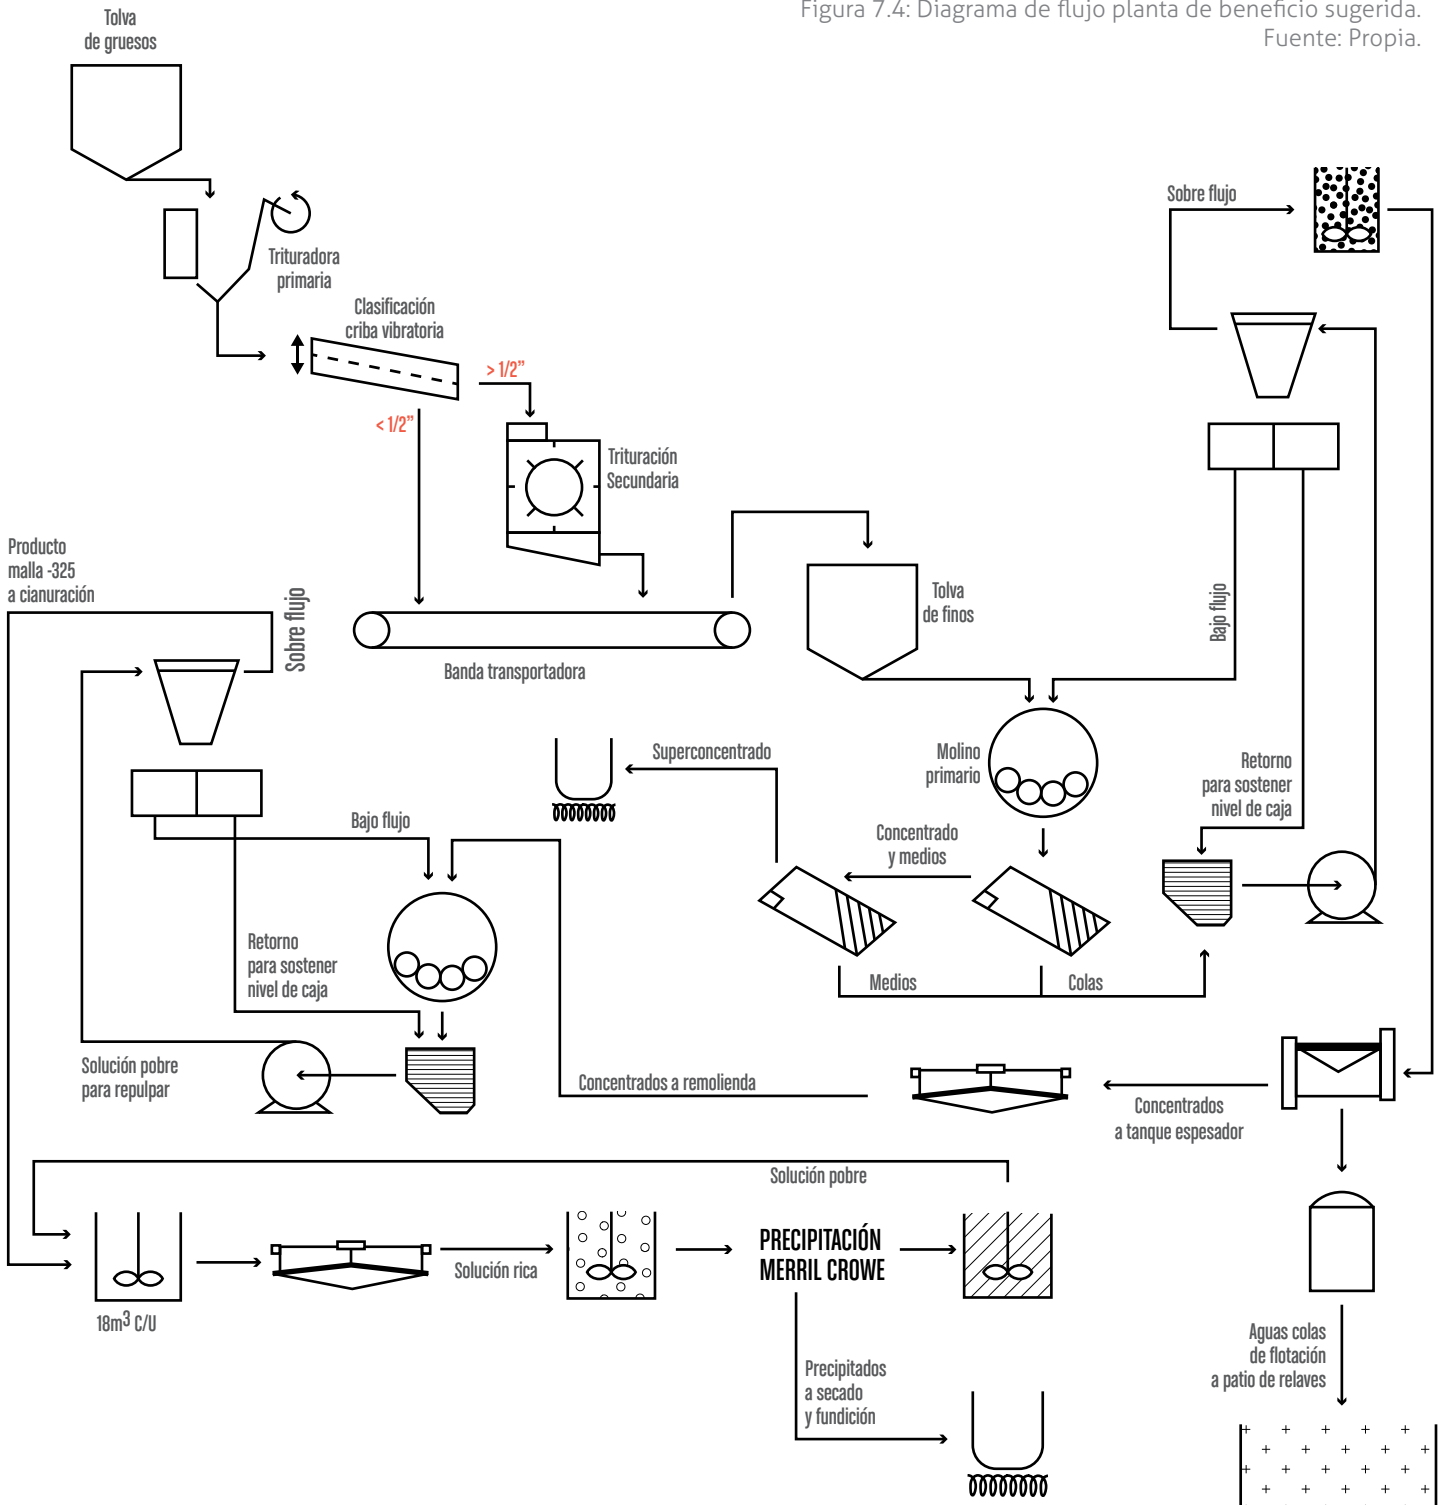 Figura 7.4: Diagrama de flujo planta de beneficio sugerida.
Fuente: Propia.
Tolva
de gruesos
Trituradora
primaria
Clasificación
criba vibratoria
> 1/2”
< 1/2”
Trituración
Secundaria
Sobre flujo
Producto
malla -325
a cianuración
Sobre flujo
Banda transportadora
Tolva
de finos
Bajo flujo
Superconcentrado
Molino
primario
Retorno
para sostener
nivel de caja
Bajo flujo
Concentrado
y medios
Retorno
para sostener
nivel de caja
Medios
Colas
Solución pobre
para repulpar
Concentrados a remolienda
Concentrados
a tanque espesador
Solución pobre
Solución rica
PRECIPITACIÓN
MERRIL CROWE
18m³ C/U
Aguas colas
de flotación
a patio de relaves
Precipitados
a secado
y fundición